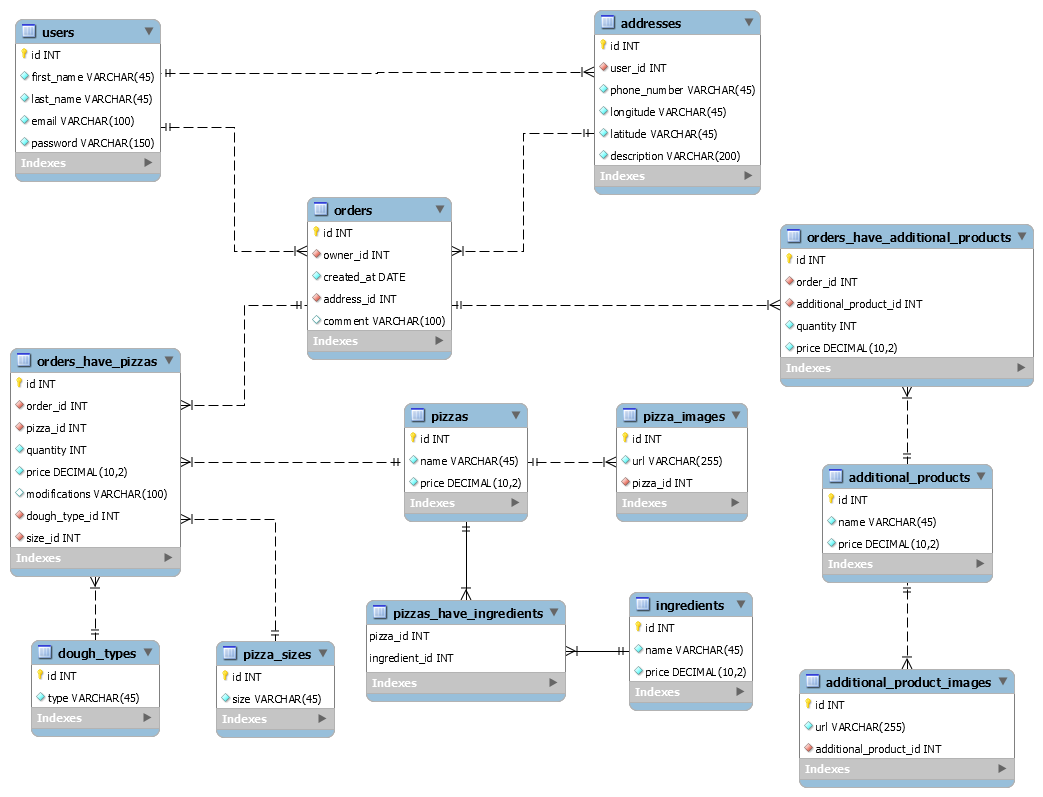 users
id INT
first_name VARCHAR(45)
last_name VARCHAR(45)
email VARCHAR(100)
password VARCHAR(150)
Indexes
addresses
id INT
user_id INT
phone_number VARCHAR(45)
longitude VARCHAR(45)
latitude VARCHAR(45)
description VARCHAR(200)
Indexes
orders
id INT
owner_id INT
created_at DATE
address_id INT
comment VARCHAR(100)
Indexes
orders_have_additional_products
id INT
order_id INT
additional_product_id INT
quantity INT
price DECIMAL(10,2)
Indexes
orders_have_pizzas
id INT
order_id INT
pizza_id INT
quantity INT
price DECIMAL(10,2)
modifications VARCHAR(100)
dough_type_id INT
size_id INT
Indexes
pizzas
id INT
name VARCHAR(45)
price DECIMAL(10,2)
Indexes
pizza_images
id INT
url VARCHAR(255)
pizza_id INT
Indexes
additional_products
id INT
name VARCHAR(45)
price DECIMAL(10,2)
Indexes
pizzas_have_ingredients
pizza_id INT
ingredient_id INT
Indexes
ingredients
id INT
name VARCHAR(45)
price DECIMAL(10,2)
Indexes
dough_types
id INT
type VARCHAR(45)
Indexes
pizza_sizes
id INT
size VARCHAR(45)
Indexes
additional_product_images
id INT
url VARCHAR(255)
additional_product_id INT
Indexes